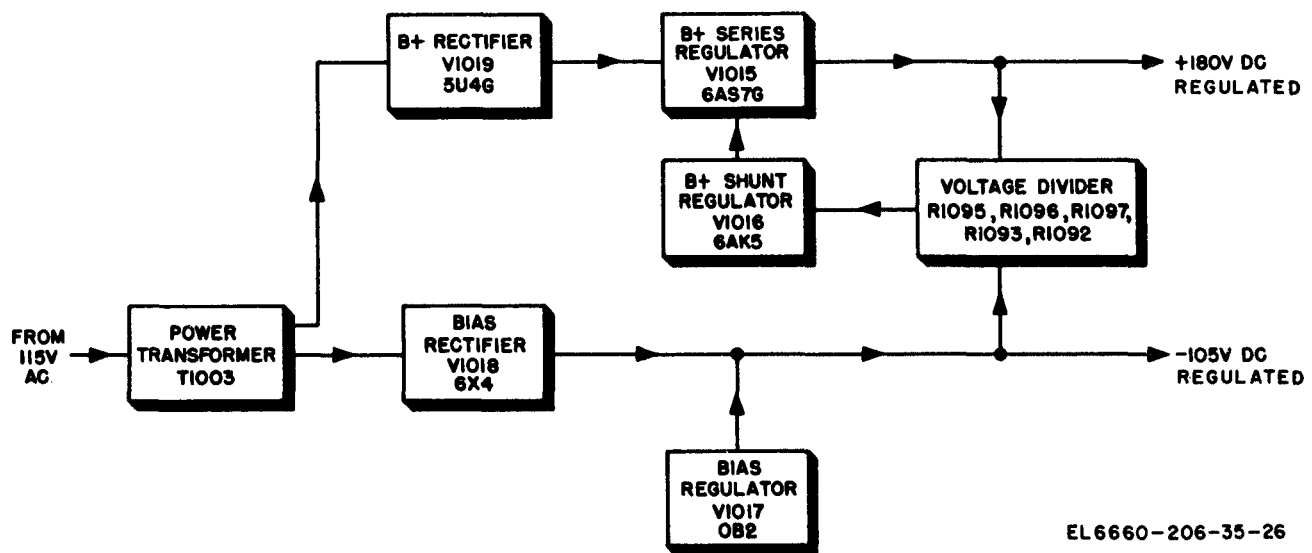 B+ RECTIFIER
V1019
5U4G
B+ SERIES
REGULATOR
V1015
6AS7G
+180V DC
REGULATED
B+ SHUNT
REGULATOR
V1016
6AK5
VOLTAGE DIVIDER
R1095, R1096, R1097,
R1093, R1092
FROM
115V
AC.
POWER
TRANSFORMER
T1003
BIAS
RECTIFIER
V1018
6X4
-105V DC
REGULATED
BIAS
REGULATOR
V1017
OB2
EL6660-206-35-26